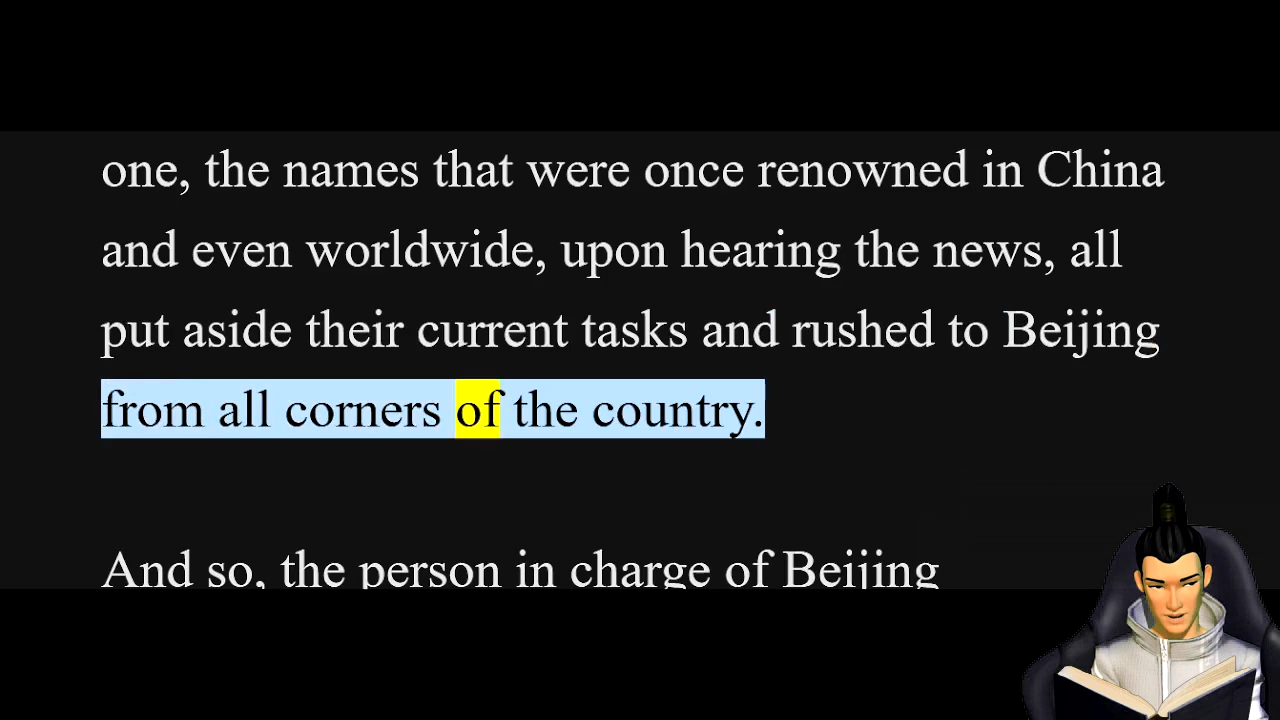 one, the names that were once renowned in China
and even worldwide, upon hearing the news, all
put aside their current tasks and rushed to Beijing
from all corners of the country.
And so, the person in charge of Beijing